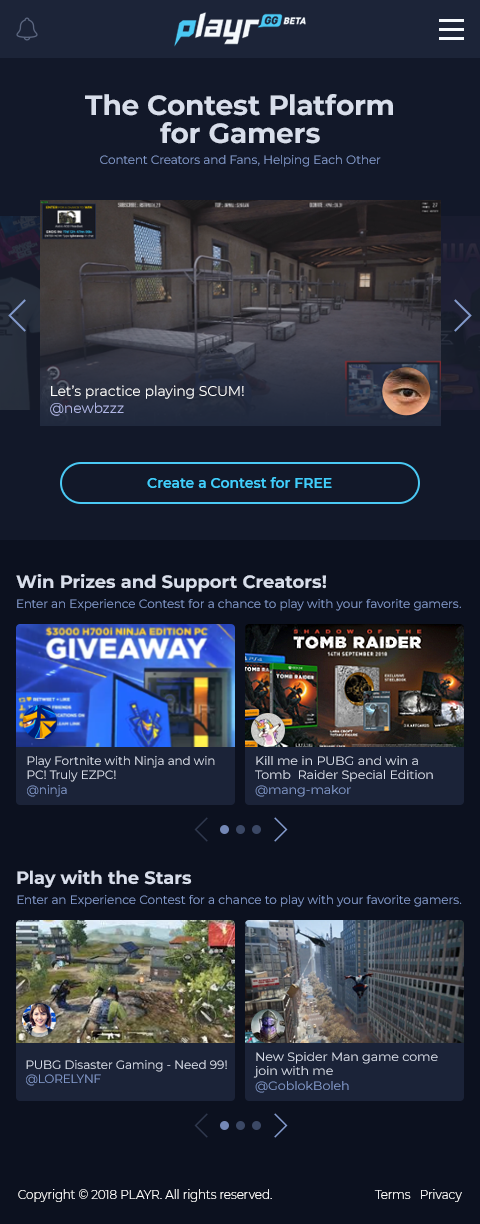 playr GG BETA
The Contest Platform
for Gamers
Content Creators and Fans, Helping Each Other
Let's practice playing SCUM!
@newbzzz
Create a Contest for FREE
Win Prizes and Support Creators!
Enter an Experience Contest for a chance to play with your favorite gamers.
$3000 H700I NINJA EDITION PC
GIVEAWAY
Play Fortnite with Ninja and win
PC! Truly EZPC!
@ninja
SHADOW OF THE
TOMB RAIDER
14TH SEPTEMBER 2018
EXCLUSIVE
STEELBOOK
Kill me in PUBG and win a
Tomb Raider Special Edition
@mang-makor
Play with the Stars
Enter an Experience Contest for a chance to play with your favorite gamers.
PUBG Disaster Gaming - Need 99!
@LORELYNF
New Spider Man game come
join with me
@GoblokBoleh
Copyright © 2018 PLAYR. All rights reserved.
Terms Privacy